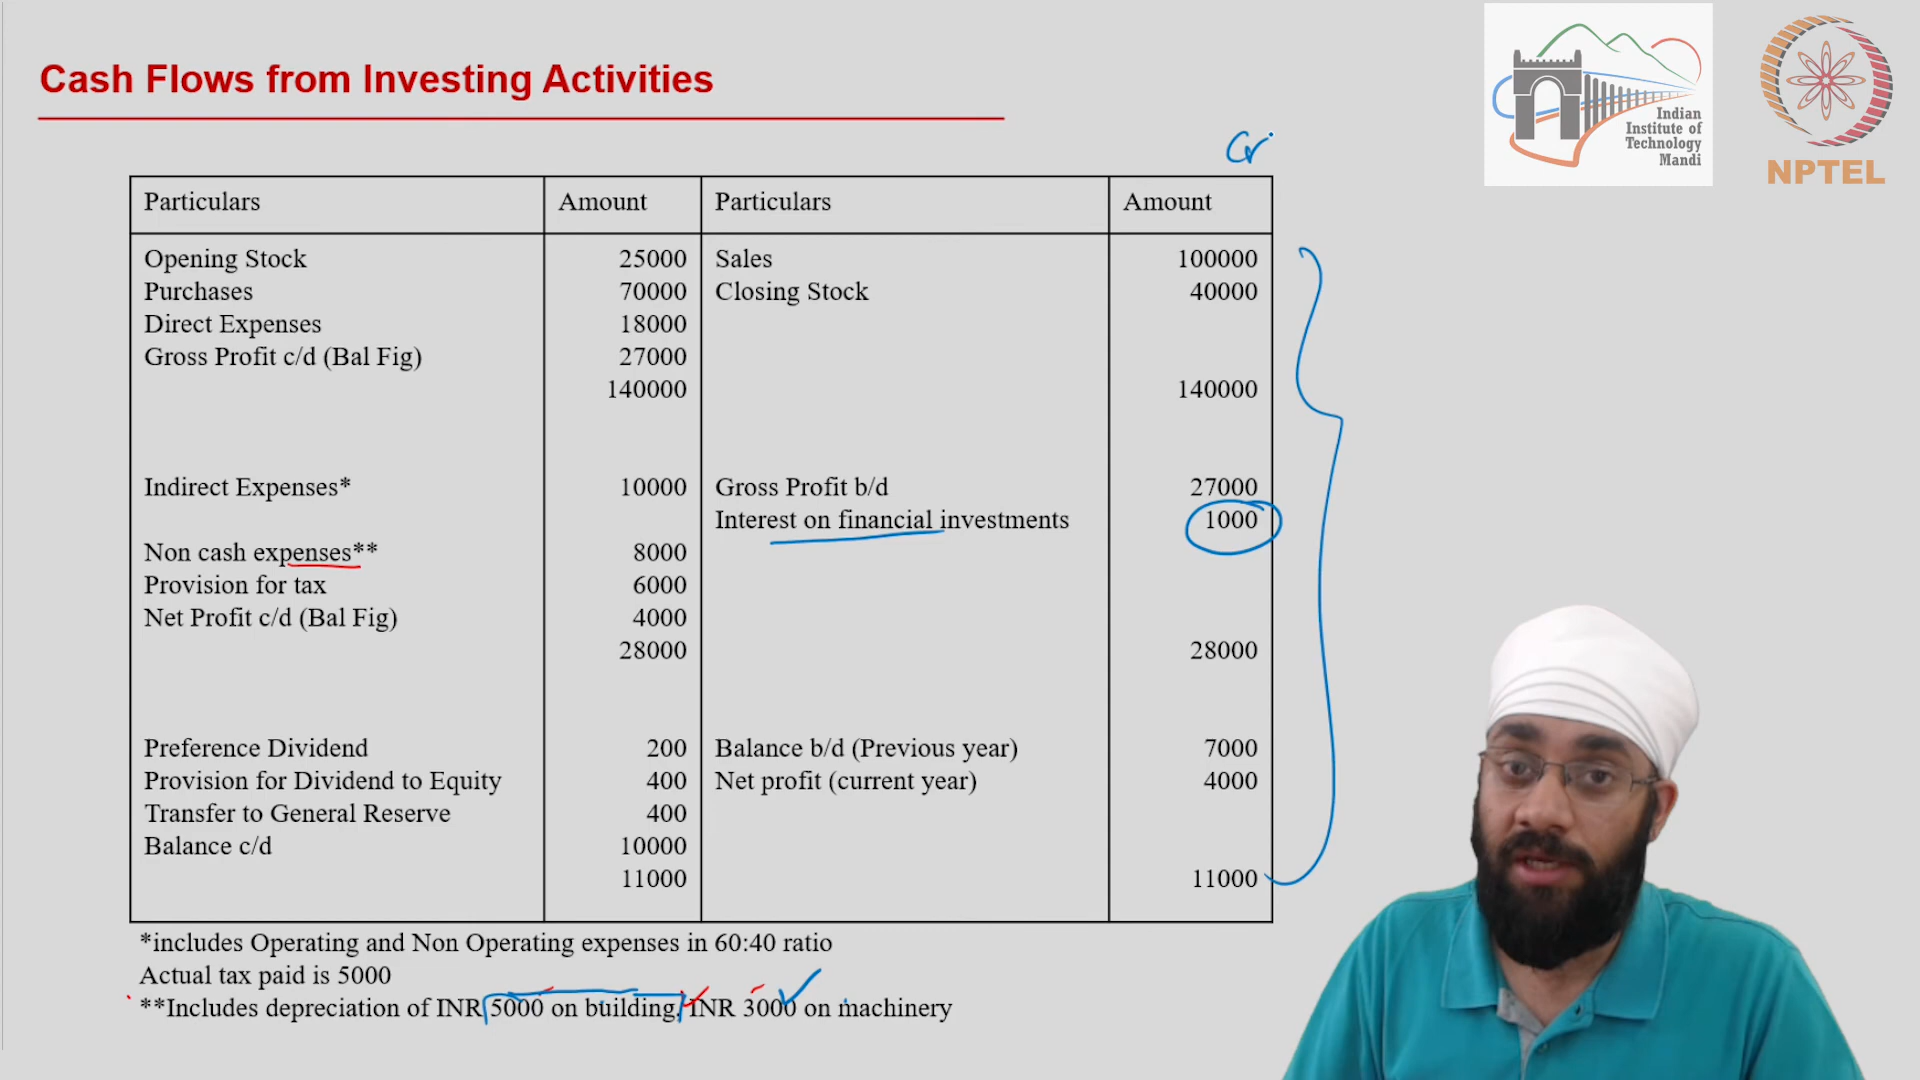 Cash Flows from Investing Activities
Indian
Institute of
Technology
Mandi
NPTEL
Cr
Particulars Amount Particulars Amount
Opening Stock 25000 Sales 100000
Purchases 70000 Closing Stock 40000
Direct Expenses 18000
Gross Profit c/d (Bal Fig) 27000
140000 140000
Indirect Expenses* 10000 Gross Profit b/d 27000
Interest on financial investments 1000
Non cash expenses** 8000
Provision for tax 6000
Net Profit c/d (Bal Fig) 4000
28000 28000
Preference Dividend 200 Balance b/d (Previous year) 7000
Provision for Dividend to Equity 400 Net profit (current year) 4000
Transfer to General Reserve 400
Balance c/d 10000
11000 11000
*includes Operating and Non Operating expenses in 60:40 ratio
Actual tax paid is 5000
**Includes depreciation of INR 5000 on building, INR 3000 on machinery